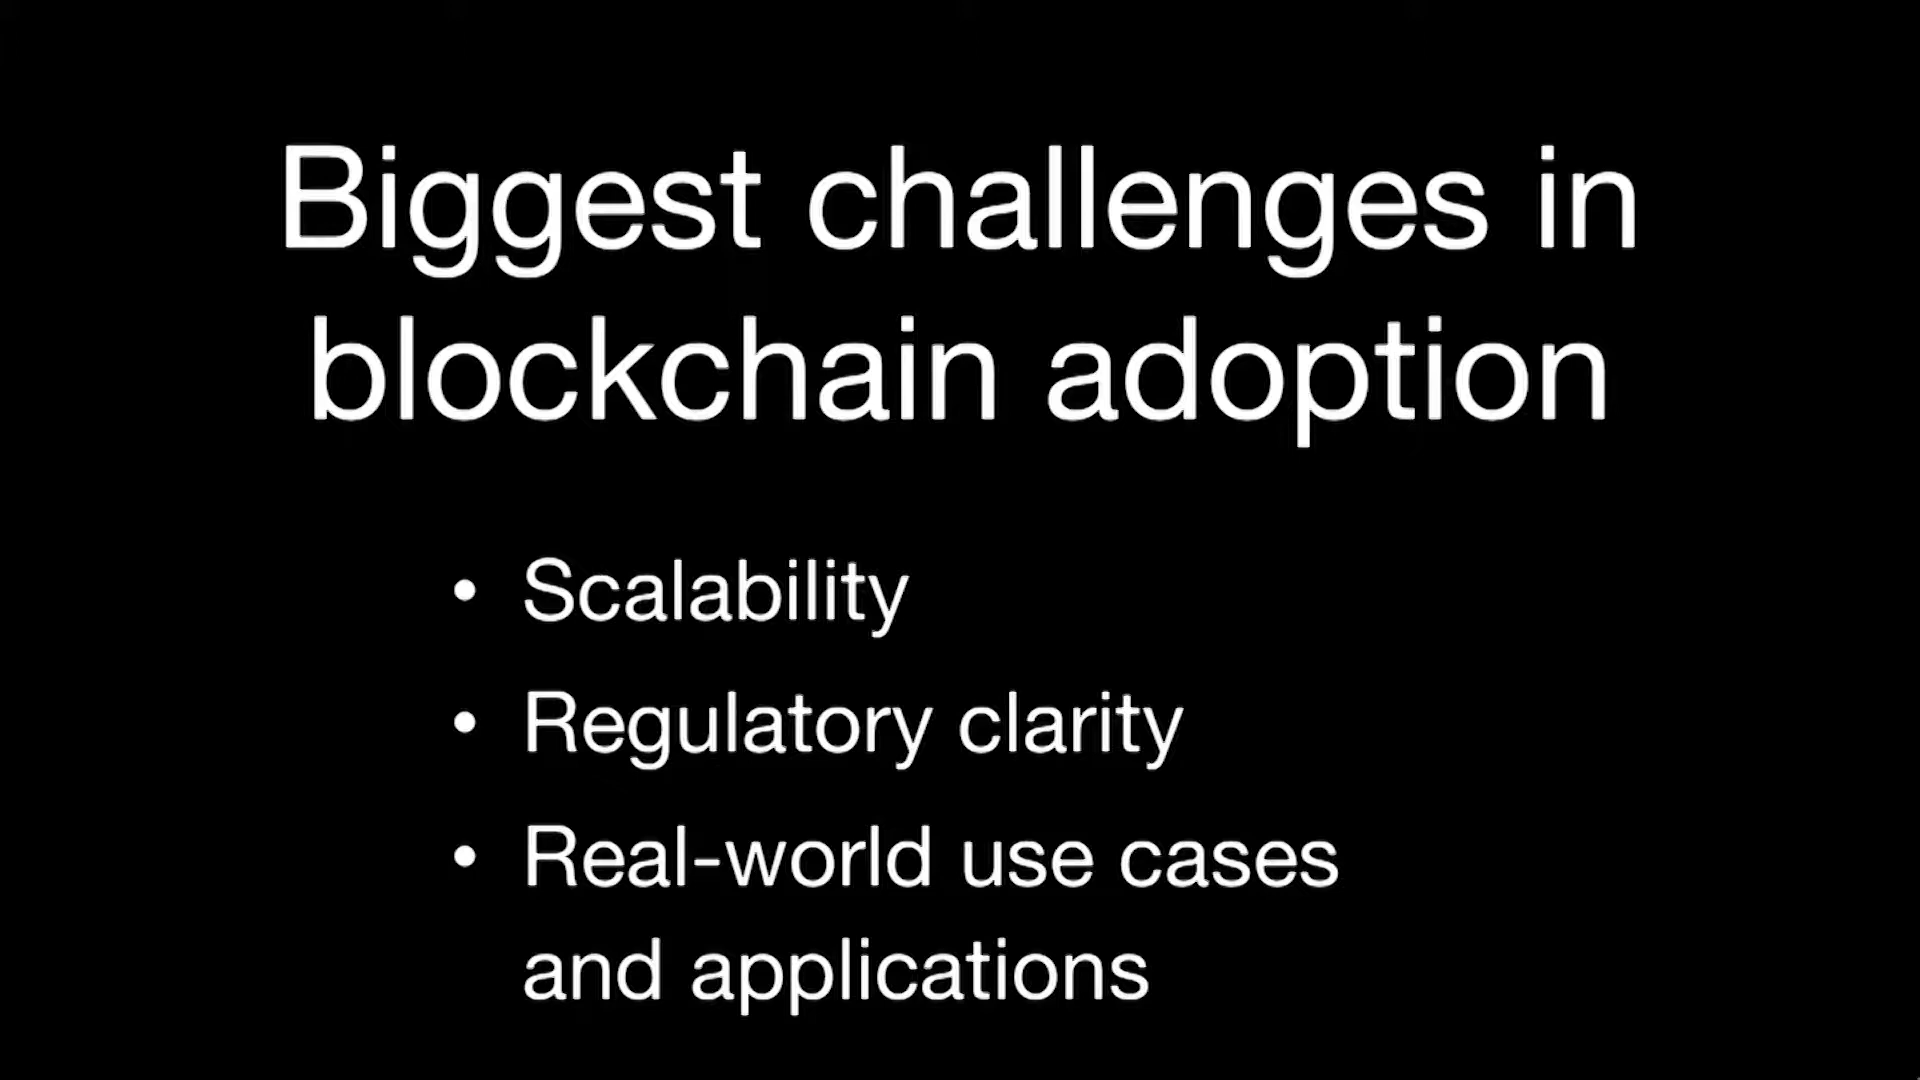 Biggest challenges in
blockchain adoption
• Scalability
• Regulatory clarity
• Real-world use cases
and applications